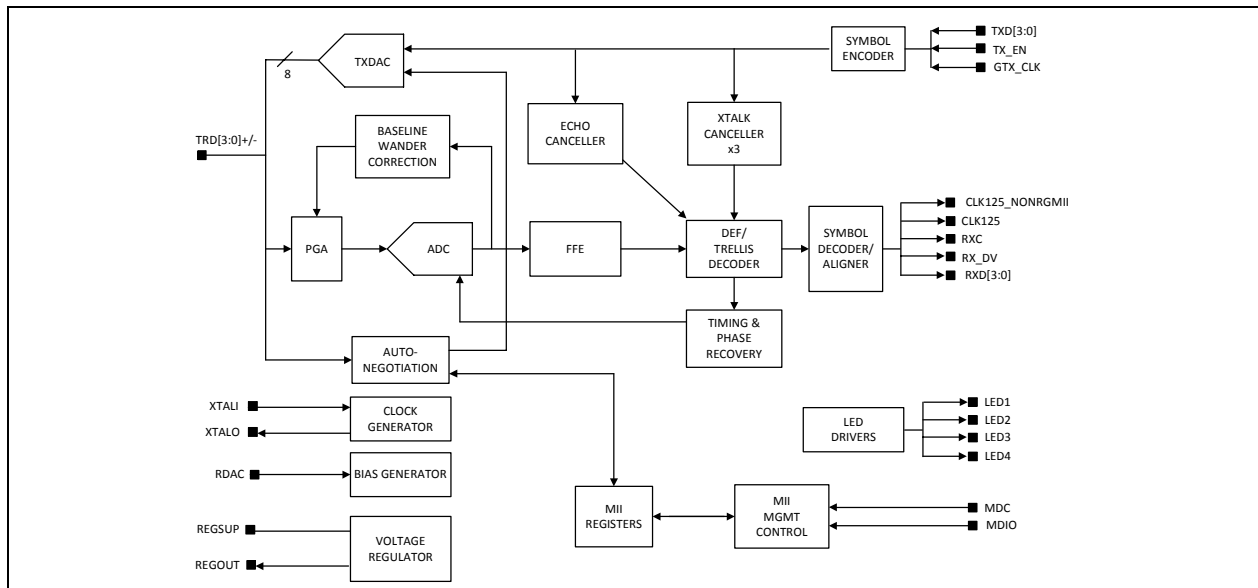 TXD[3:0]
TX_EN
GTX_CLK
SYMBOL
ENCODER
TXDAC
8
TRD[3:0]+/-
BASELINE
WANDER
CORRECTION
ECHO
CANCELLER
XTALK
CANCELLER
x3
PGA
ADC
FFE
DEF/
TRELLIS
DECODER
SYMBOL
DECODER/
ALIGNER
CLK125_NONRGMII
CLK125
RXC
RX_DV
RXD[3:0]
TIMING &
PHASE
RECOVERY
AUTO-
NEGOTIATION
XTALI
XTALO
CLOCK
GENERATOR
LED
DRIVERS
LED1
LED2
LED3
LED4
RDAC
BIAS GENERATOR
MII
REGISTERS
MII
MGMT
CONTROL
MDC
MDIO
REGSUP
REGOUT
VOLTAGE
REGULATOR